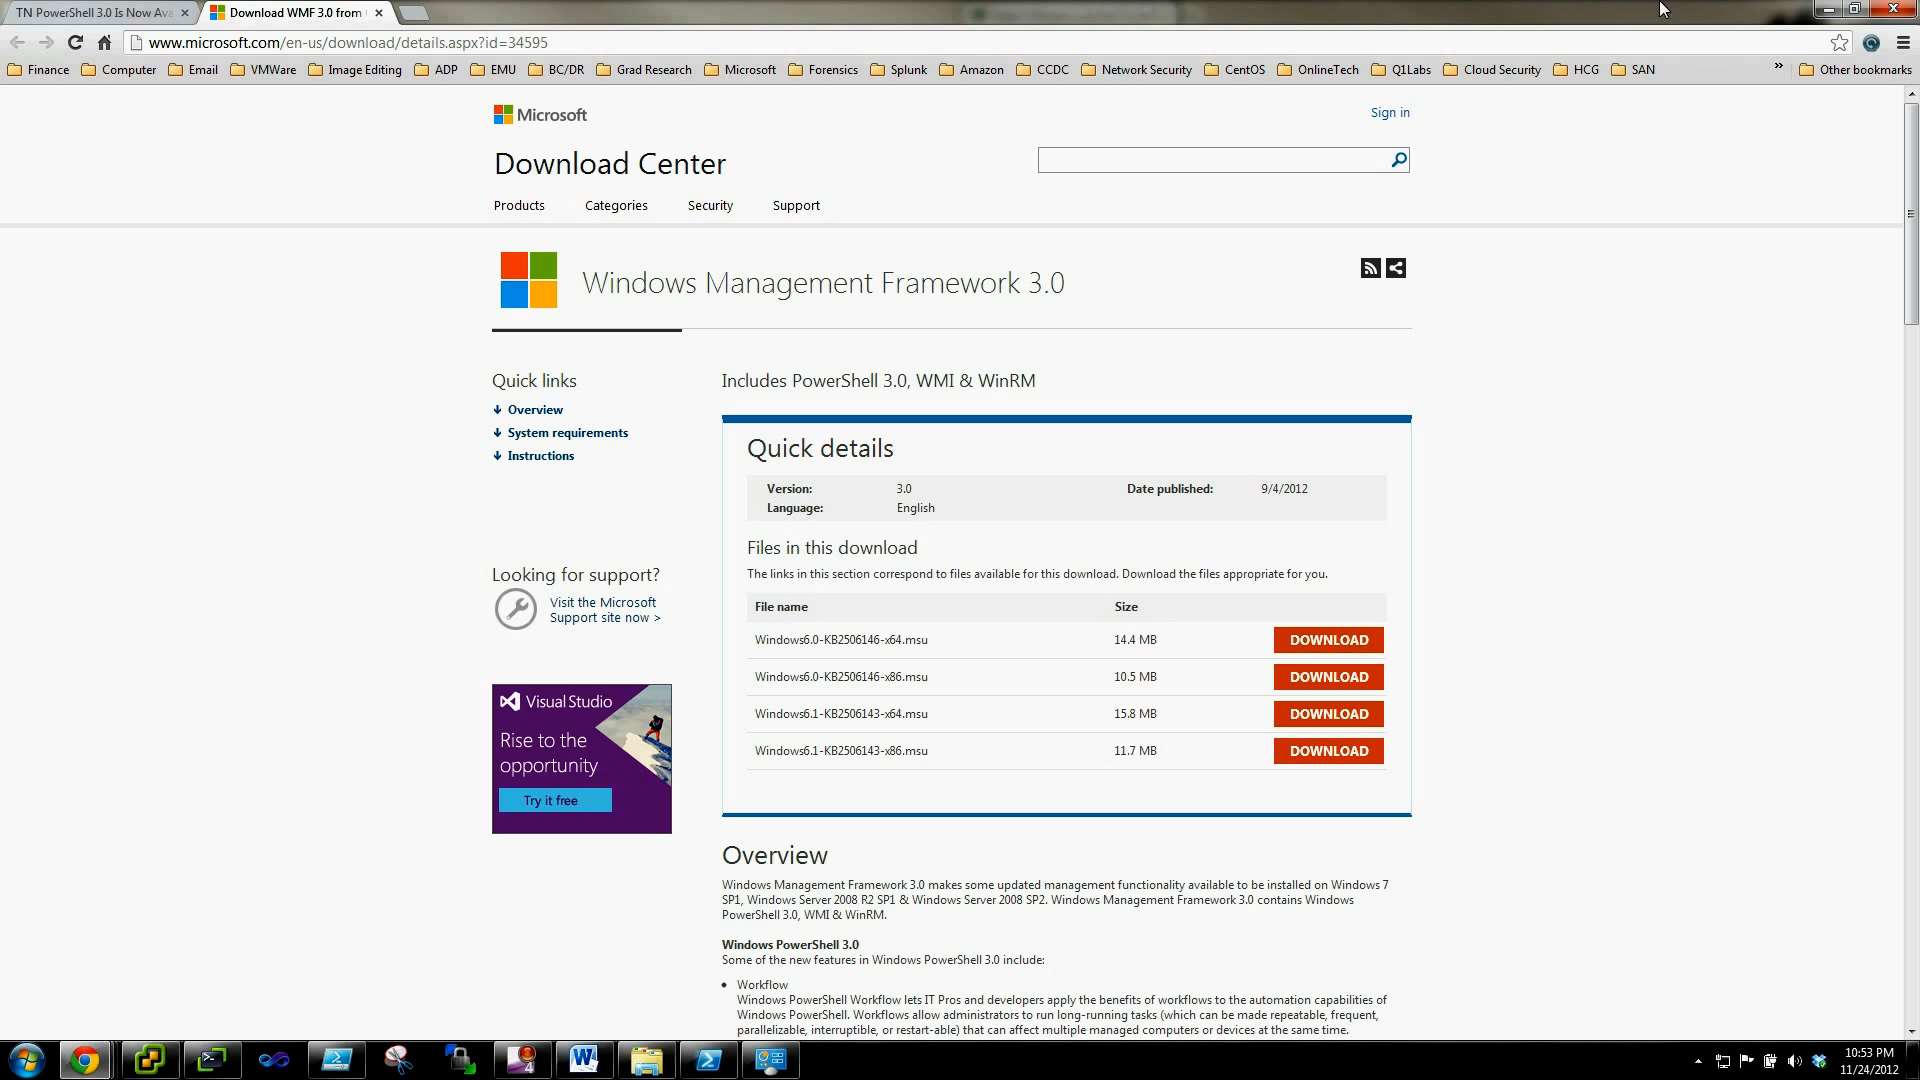 TN PowerShell 3.0 Is Now Ava
Download WMF 3.0 from
www.microsoft.com/en-us/download/details.aspx?id=34595
Finance Computer Email VMWare Image Editing ADP EMU BC/DR Grad Research Microsoft Forensics Splunk Amazon CCDC Network Security CentOS OnlineTech Q1Labs Cloud Security HCG SAN » Other bookmarks
Microsoft
Sign in
Download Center
Products Categories Security Support
Windows Management Framework 3.0
Quick links
Overview
System requirements
Instructions
Looking for support?
Visit the Microsoft
Support site now >
Visual Studio
Rise to the
opportunity
Try it free
Includes PowerShell 3.0, WMI & WinRM
Quick details
Version: 3.0 Date published: 9/4/2012
Language: English
Files in this download
The links in this section correspond to files available for this download. Download the files appropriate for you.
File name Size
Windows6.0-KB2506146-x64.msu 14.4 MB DOWNLOAD
Windows6.0-KB2506146-x86.msu 10.5 MB DOWNLOAD
Windows6.1-KB2506143-x64.msu 15.8 MB DOWNLOAD
Windows6.1-KB2506143-x86.msu 11.7 MB DOWNLOAD
Overview
Windows Management Framework 3.0 makes some updated management functionality available to be installed on Windows 7
SP1, Windows Server 2008 R2 SP1 & Windows Server 2008 SP2. Windows Management Framework 3.0 contains Windows
PowerShell 3.0, WMI & WinRM.
Windows PowerShell 3.0
Some of the new features in Windows PowerShell 3.0 include:
• Workflow
Windows PowerShell Workflow lets IT Pros and developers apply the benefits of workflows to the automation capabilities of
Windows PowerShell. Workflows allow administrators to run long-running tasks (which can be made repeatable, frequent,
parallelizable, interruptible, or restart-able) that can affect multiple managed computers or devices at the same time.
4
W
10:53 PM
11/24/2012